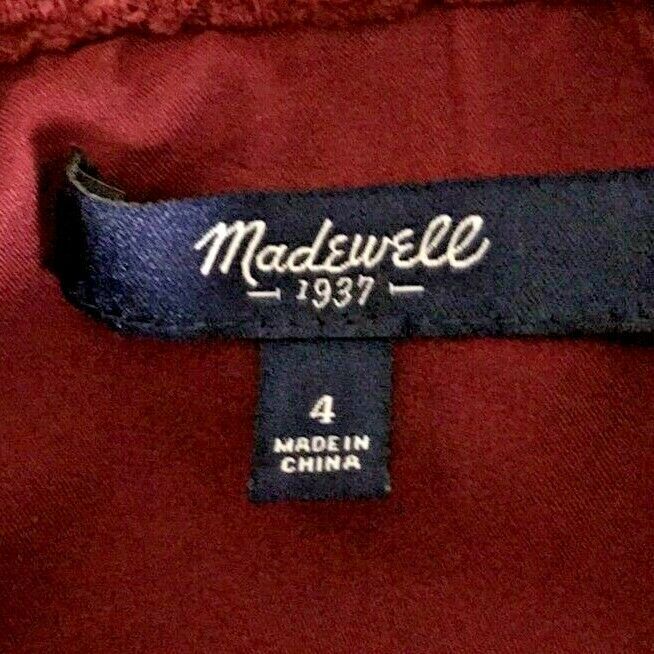 Madewell
— 1937 —
4
MADE IN
CHINA